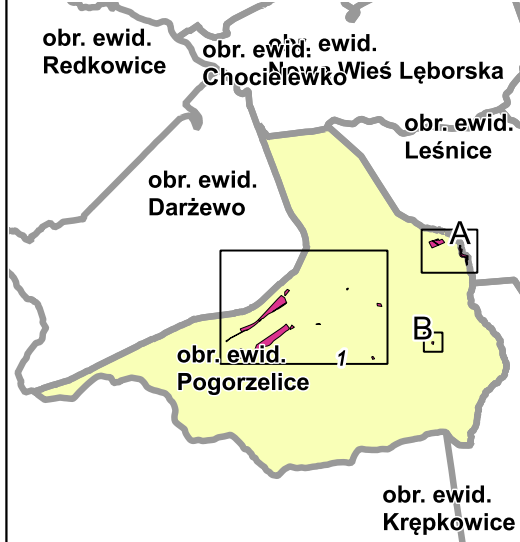 obr. ewid.
Redkowice
obr. ewid.
Chocielewko
obr. ewid.
Nowa Wieś Lęborska
obr. ewid.
Leśnice
obr. ewid.
Darżewo
A
B
obr. ewid.
Pogorzelice
1
obr. ewid.
Krępkowice